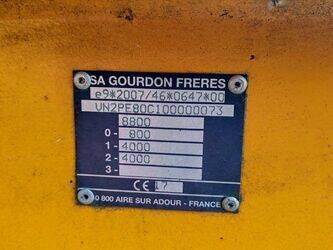 SA GOURDON FRERES
e9*2007/46*0647*00
VN2PE80C100000073
8800
0- 800
1- 4000
2- 4000
3-
CE 17
40 800 AIRE SUR ADOUR - FRANCE